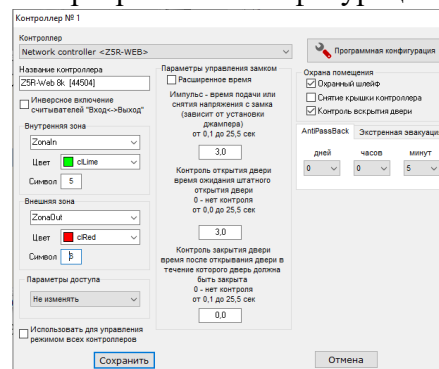 Контроллер № 1
Контроллер
Network controller <Z5R-WEB>
Программная конфигурация
Название контроллера
Z5R-Web 8k [44504]
Инверсное включение
считывателей "Вход<->Выход"
Внутренняя зона
ZonaIn
Цвет clLime
Символ 5
Внешняя зона
ZonaOut
Цвет clRed
Символ
Параметры доступа
Не изменять
Использовать для управления
режимом всех контроллеров
Параметры управления замком
Расширенное время
Импульс - время подачи или
снятия напряжения с замка
(зависит от установки
джампера)
от 0,1 до 25,5 сек
3,0
Контроль открытия двери
время ожидания штатного
открытия двери
0 - нет контроля
от 0,0 до 25,5 сек
3,0
Контроль закрытия двери
время после открывания двери в
течение которого дверь должна
быть закрыта
0 - нет контроля
от 0,1 до 25,5 сек
0,0
Охрана помещения
Охранный шлейф
Снятие крышки контроллера
Контроль вскрытия двери
AntiPassBack Экстренная эвакуация
дней часов минут
0 0 5
Сохранить
Отмена